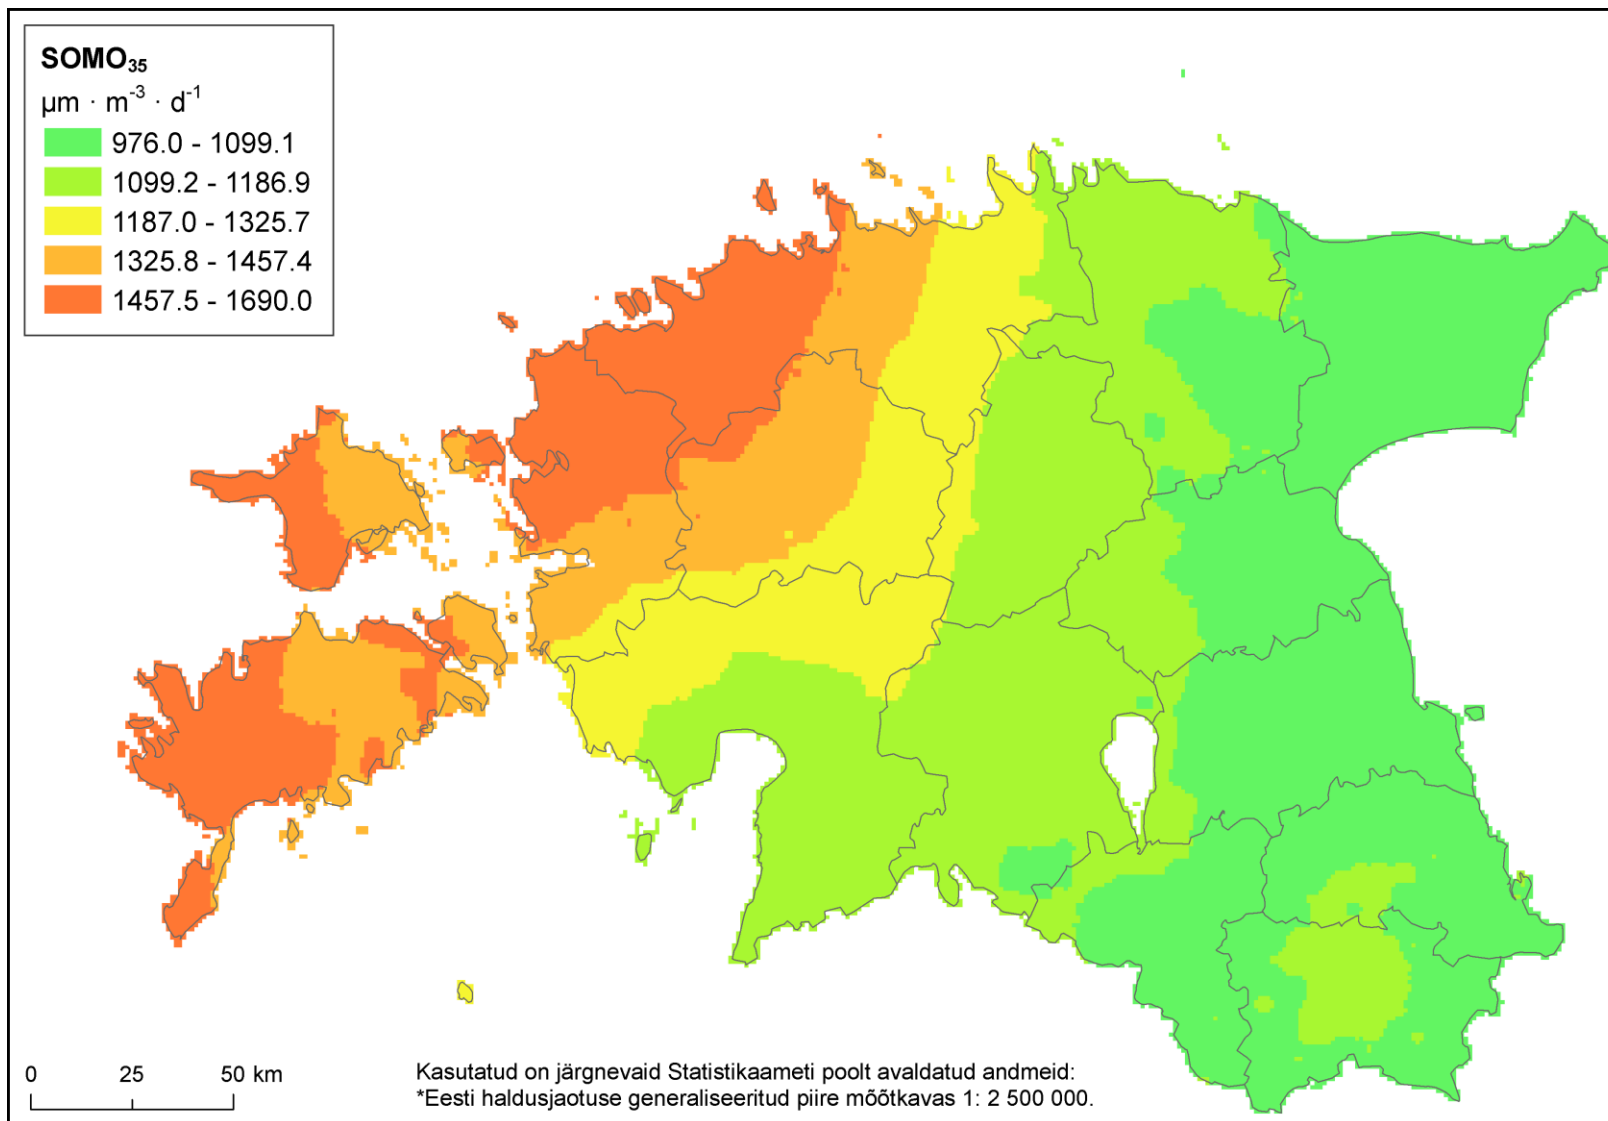 SOMO₃₅
µm · m⁻³ · d⁻¹
976.0 - 1099.1
1099.2 - 1186.9
1187.0 - 1325.7
1325.8 - 1457.4
1457.5 - 1690.0
0 25 50 km
Kasutatud on järgnevaid Statistikaameti poolt avaldatud andmeid:
*Eesti haldusjaotuse generaliseeritud piire mõõtkavas 1: 2 500 000.